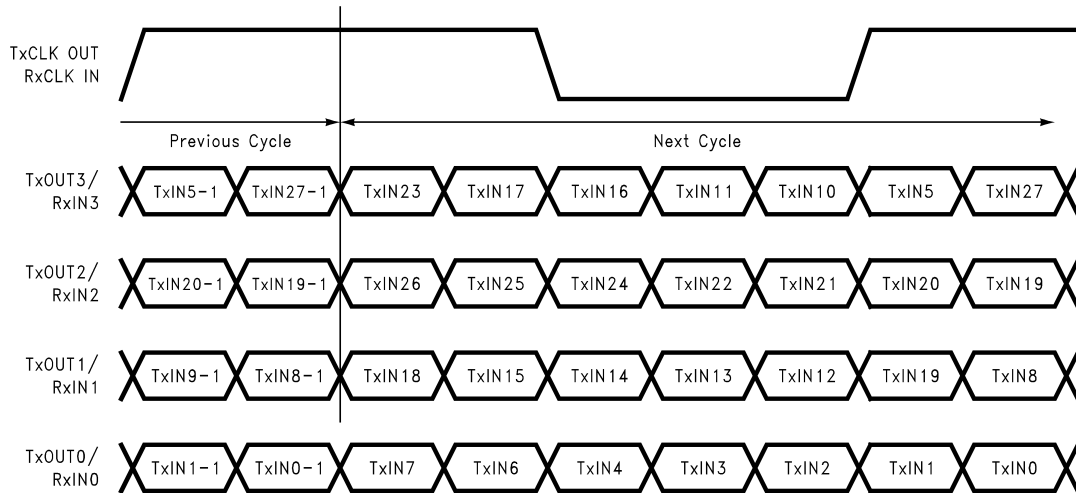 TxCLK OUT
RxCLK IN
Previous Cycle
Next Cycle
TxOUT3/
RxIN3
TxIN5-1 TxIN27-1 TxIN23 TxIN17 TxIN16 TxIN11 TxIN10 TxIN5 TxIN27
TxOUT2/
RxIN2
TxIN20-1 TxIN19-1 TxIN26 TxIN25 TxIN24 TxIN22 TxIN21 TxIN20 TxIN19
TxOUT1/
RxIN1
TxIN9-1 TxIN8-1 TxIN18 TxIN15 TxIN14 TxIN13 TxIN12 TxIN19 TxIN8
TxOUT0/
RxIN0
TxIN1-1 TxIN0-1 TxIN7 TxIN6 TxIN4 TxIN3 TxIN2 TxIN1 TxIN0